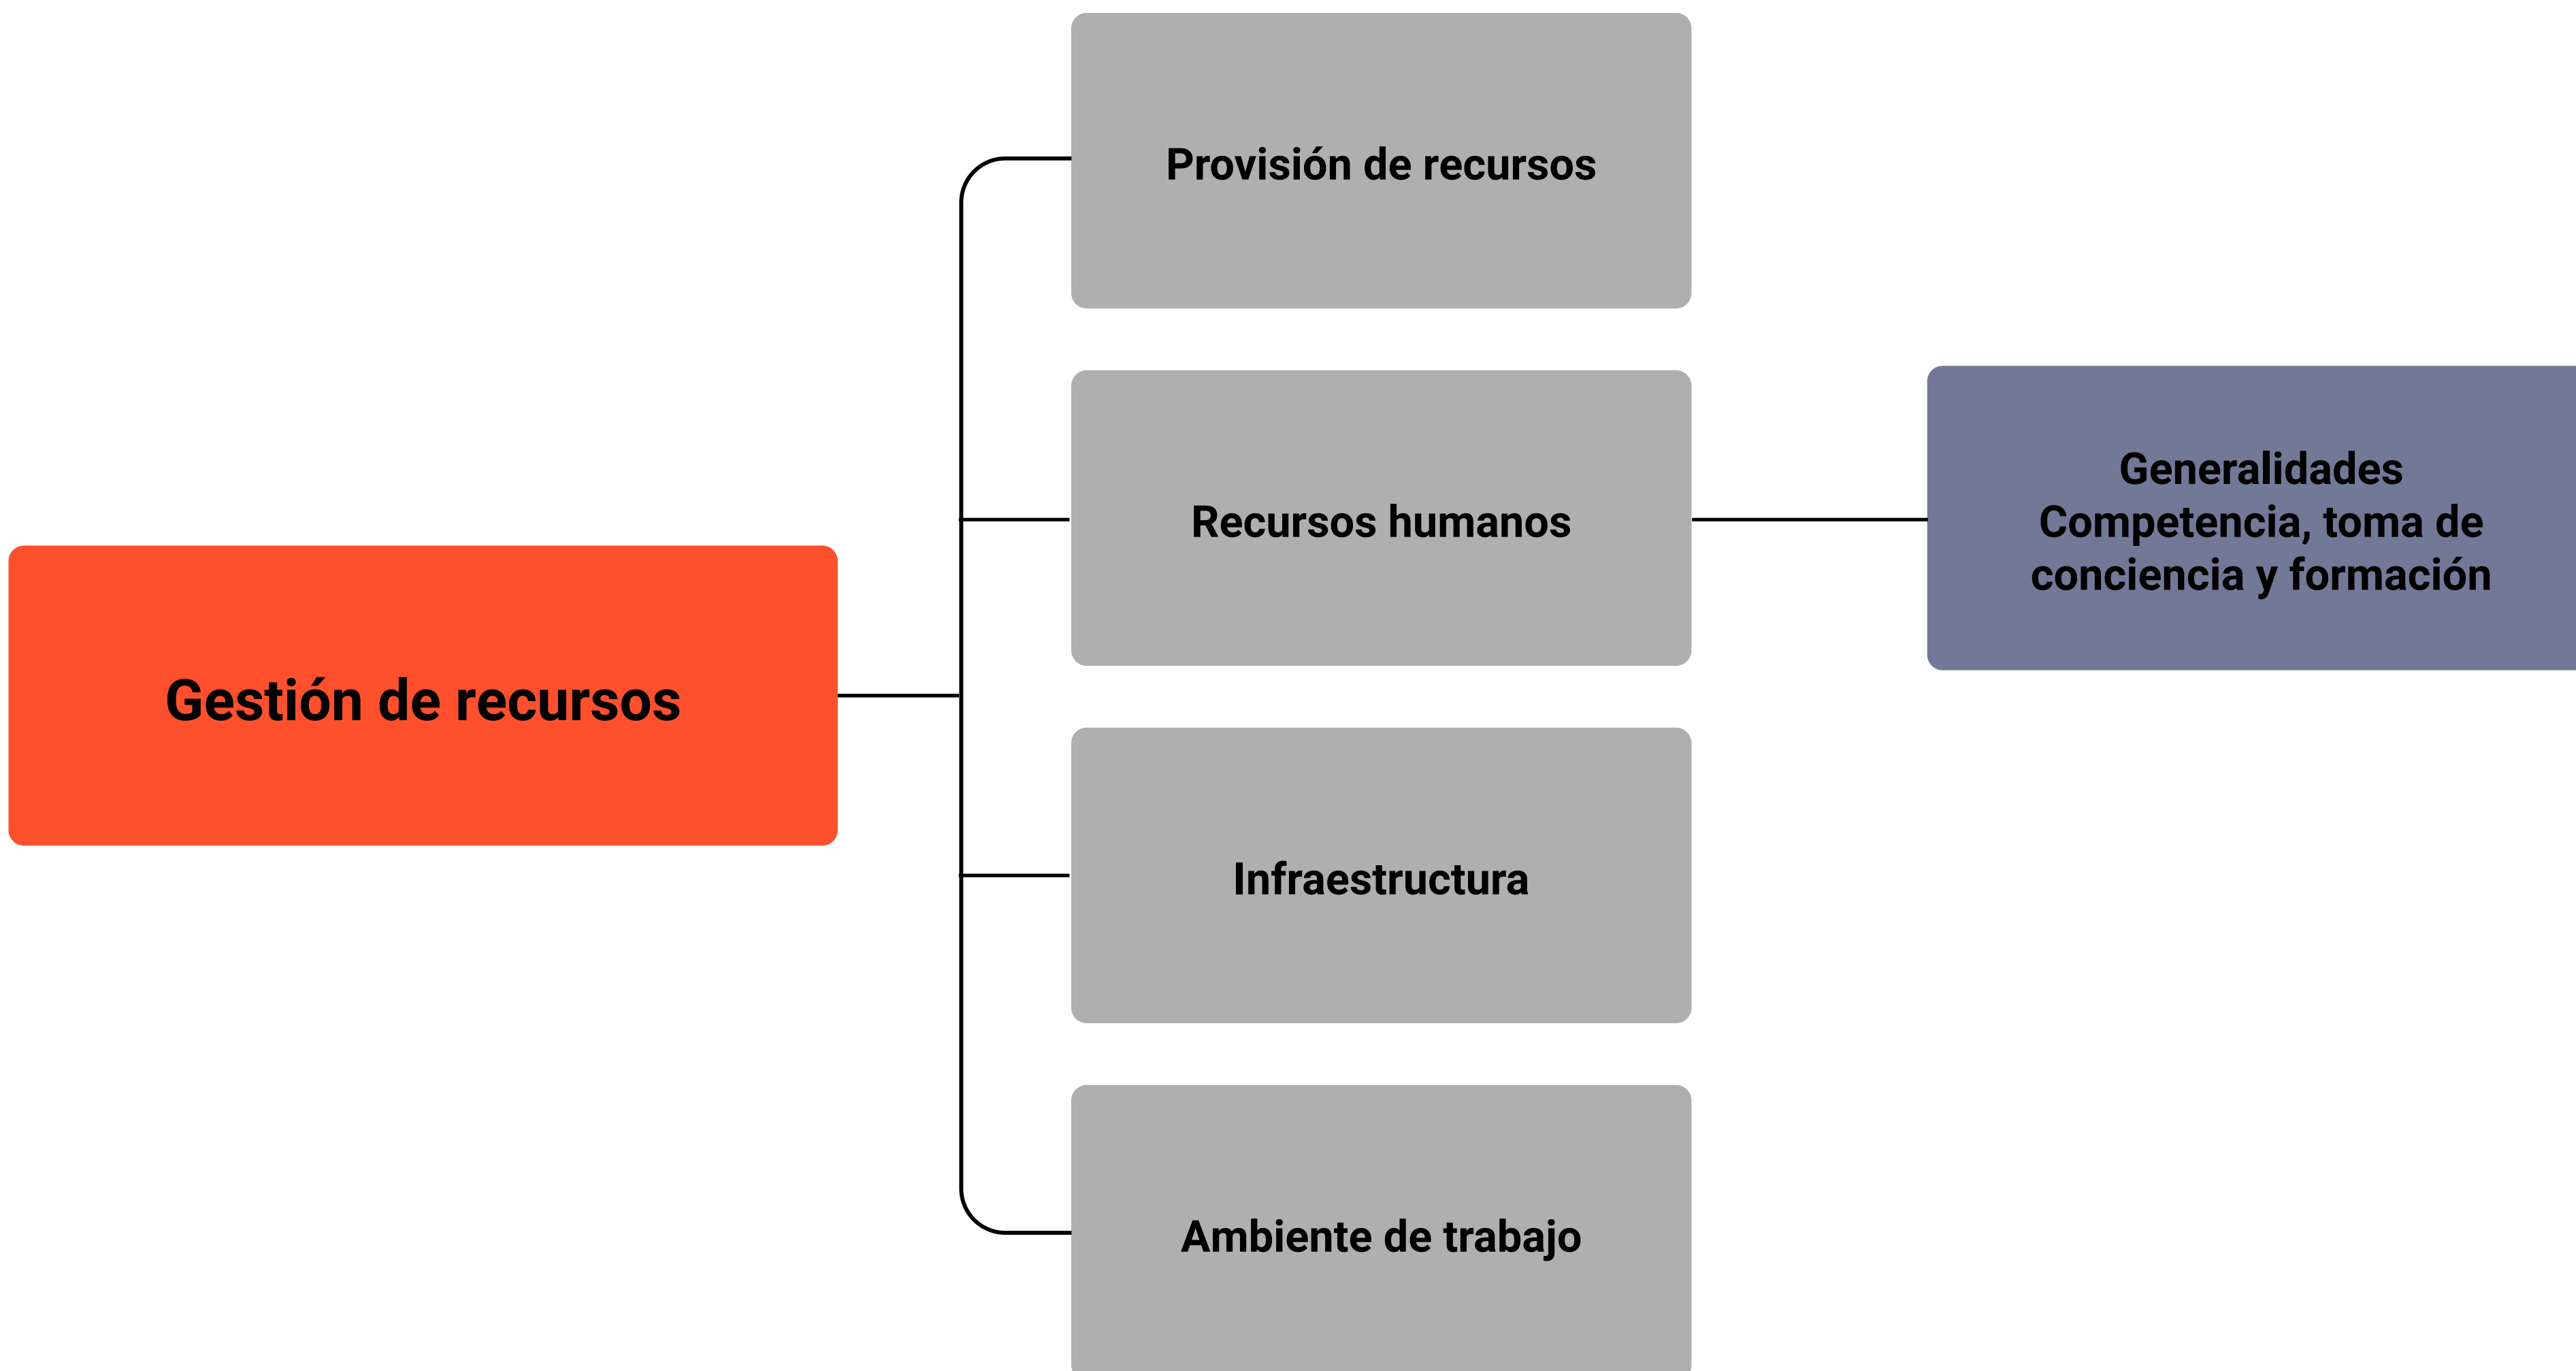 Provisión de recursos
Recursos humanos
Generalidades
Competencia, toma de
conciencia y formación
Gestión de recursos
Infraestructura
Ambiente de trabajo